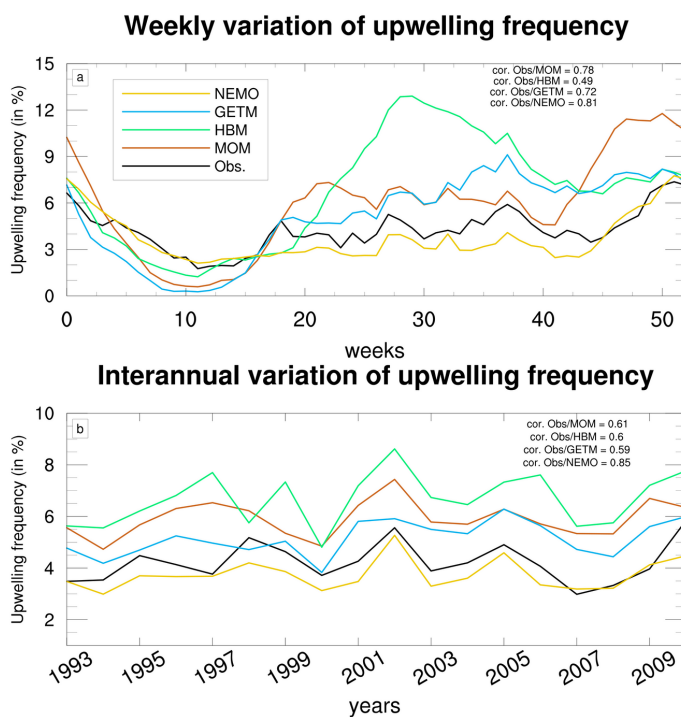 Weekly variation of upwelling frequency
Upwelling frequency (in %)
15
12
9
6
3
0
a
NEMO
GETM
HBM
MOM
Obs.
cor. Obs/MOM = 0.78
cor. Obs/HBM = 0.49
cor. Obs/GETM = 0.72
cor. Obs/NEMO = 0.81
0 10 20 30 40 50
weeks
Interannual variation of upwelling frequency
Upwelling frequency (in %)
10
8
6
4
2
b
cor. Obs/MOM = 0.61
cor. Obs/HBM = 0.6
cor. Obs/GETM = 0.59
cor. Obs/NEMO = 0.85
1993 1995 1997 1999 2001 2003 2005 2007 2009
years